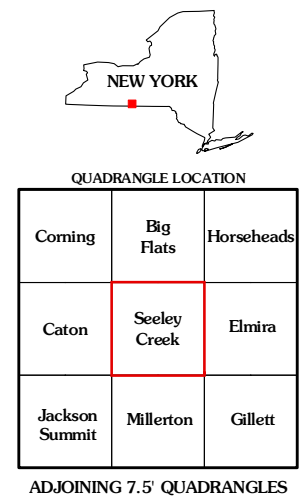 NEW YORK
QUADRANGLE LOCATION
Corning
Big
Flats
Horseheads
Caton
Seeley
Creek
Elmira
Jackson
Summit
Millerton
Gillett
ADJOINING 7.5' QUADRANGLES